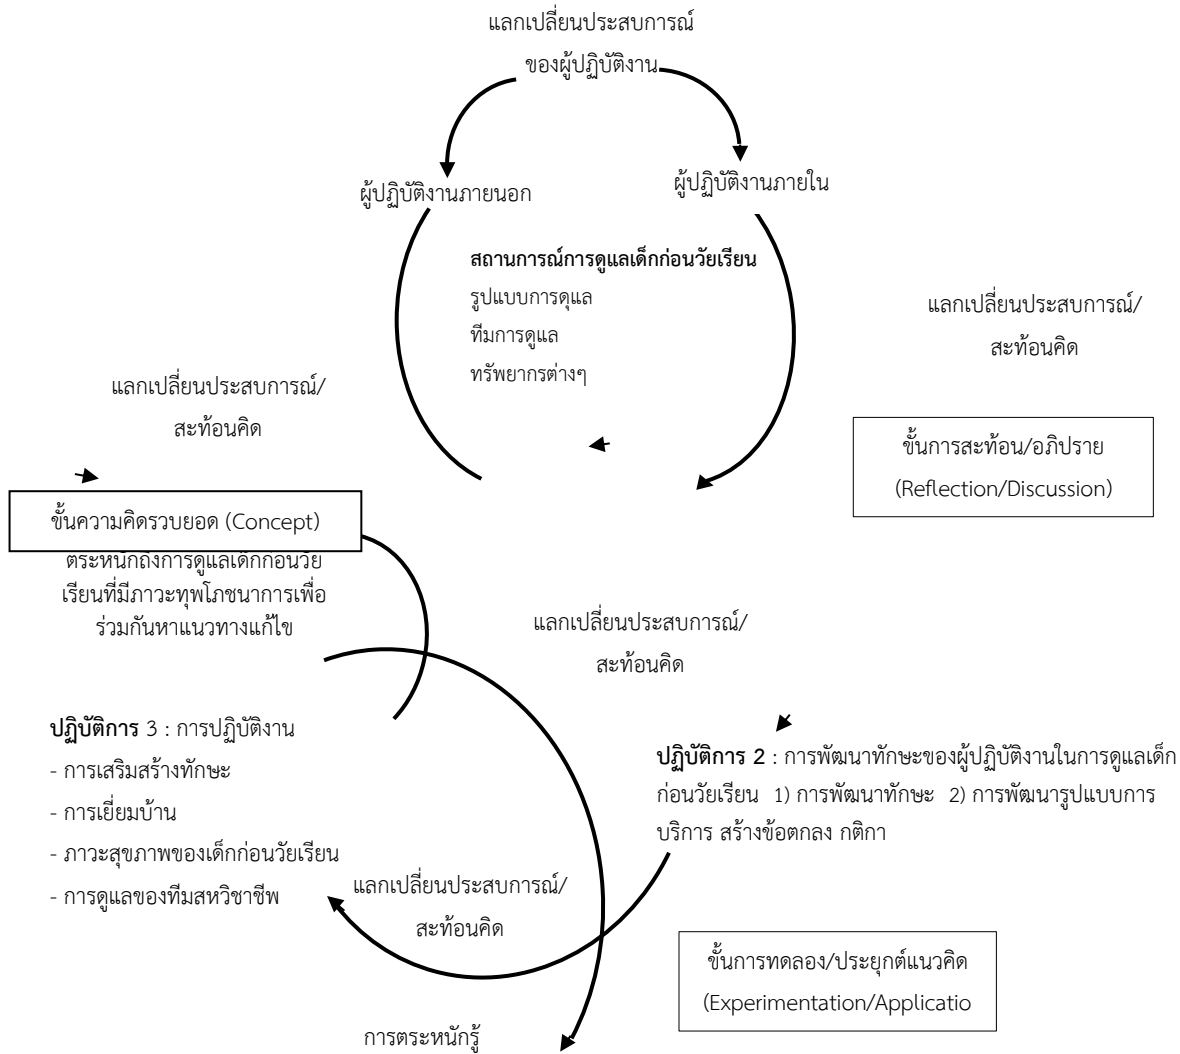 แลกเปลี่ยนประสบการณ์
ของผู้ปฏิบัติงาน
ผู้ปฏิบัติงานภายนอก
ผู้ปฏิบัติงานภายใน
สถานการณ์การดูแลเด็กก่อนวัยเรียน
รูปแบบการดุแล
ทีมการดูแล
ทรัพยากรต่างๆ
แลกเปลี่ยนประสบการณ์/
สะท้อนคิด
แลกเปลี่ยนประสบการณ์/
สะท้อนคิด
ขั้นการสะท้อน/อภิปราย
(Reflection/Discussion)
ขั้นความคิดรวบยอด (Concept)
ตระหนักถึงการดูแลเด็กก่อนวัย
เรียนที่มีภาวะทุพโภชนาการเพื่อ
ร่วมกันหาแนวทางแก้ไข
แลกเปลี่ยนประสบการณ์/
สะท้อนคิด
ปฏิบัติการ 3 : การปฏิบัติงาน
- การเสริมสร้างทักษะ
- การเยี่ยมบ้าน
- ภาวะสุขภาพของเด็กก่อนวัยเรียน
- การดูแลของทีมสหวิชาชีพ
ปฏิบัติการ 2 : การพัฒนาทักษะของผู้ปฏิบัติงานในการดูแลเด็ก
ก่อนวัยเรียน 1) การพัฒนาทักษะ 2) การพัฒนารูปแบบการ
บริการ สร้างข้อตกลง กติกา
แลกเปลี่ยนประสบการณ์/
สะท้อนคิด
ขั้นการทดลอง/ประยุกต์แนวคิด
(Experimentation/Applicatio
การตระหนักรู้